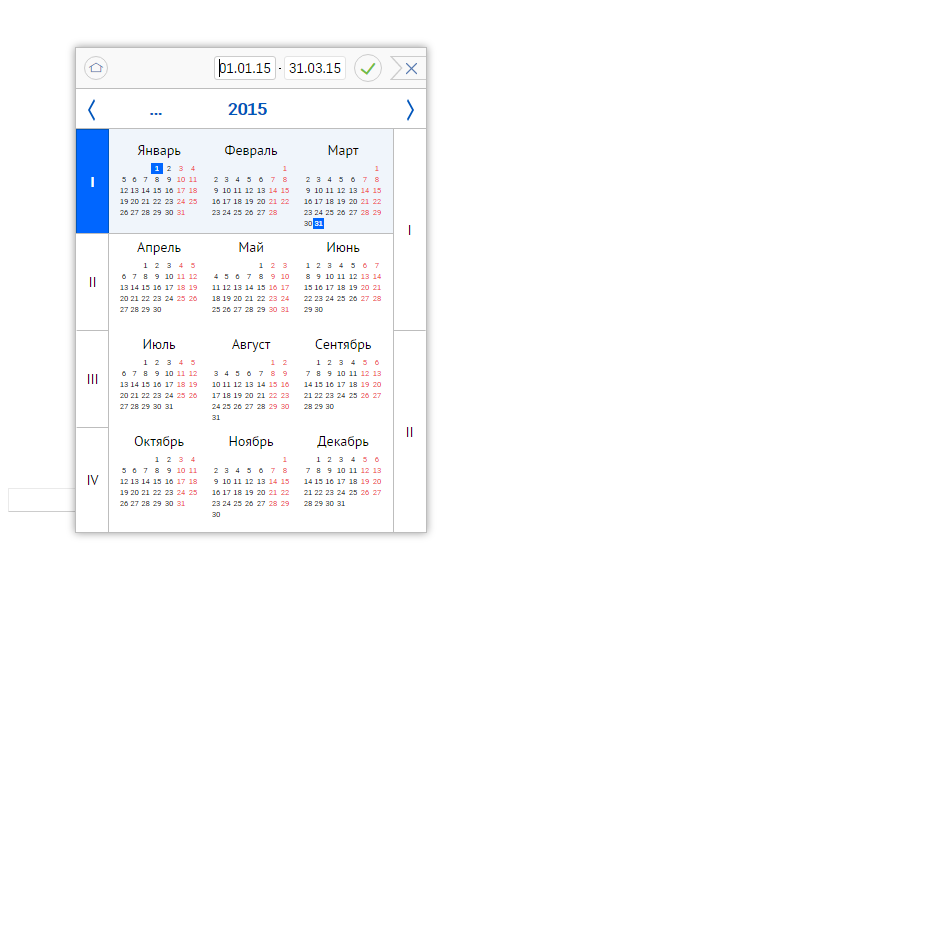 01.01.15 - 31.03.15
... 2015
Январь Февраль Март
1 2 3 4 1 1
5 6 7 8 9 10 11 2 3 4 5 6 7 8 2 3 4 5 6 7 8
12 13 14 15 16 17 18 9 10 11 12 13 14 15 9 10 11 12 13 14 15
I
19 20 21 22 23 24 25 16 17 18 19 20 21 22 16 17 18 19 20 21 22
26 27 28 29 30 31 23 24 25 26 27 28 23 24 25 26 27 28 29
30 31
I
Апрель Май Июнь
1 2 3 4 5 1 2 3 1 2 3 4 5 6 7
6 7 8 9 10 11 12 4 5 6 7 8 9 10 8 9 10 11 12 13 14
II
13 14 15 16 17 18 19 11 12 13 14 15 16 17 15 16 17 18 19 20 21
20 21 22 23 24 25 26 18 19 20 21 22 23 24 22 23 24 25 26 27 28
27 28 29 30 25 26 27 28 29 30 31 29 30
Июль Август Сентябрь
1 2 3 4 5 1 2 1 2 3 4 5 6
6 7 8 9 10 11 12 3 4 5 6 7 8 9 7 8 9 10 11 12 13
III
13 14 15 16 17 18 19 10 11 12 13 14 15 16 14 15 16 17 18 19 20
20 21 22 23 24 25 26 17 18 19 20 21 22 23 21 22 23 24 25 26 27
27 28 29 30 31 24 25 26 27 28 29 30 28 29 30
31
II
Октябрь Ноябрь Декабрь
1 2 3 4 1 1 2 3 4 5 6
5 6 7 8 9 10 11 2 3 4 5 6 7 8 7 8 9 10 11 12 13
IV
12 13 14 15 16 17 18 9 10 11 12 13 14 15 14 15 16 17 18 19 20
19 20 21 22 23 24 25 16 17 18 19 20 21 22 21 22 23 24 25 26 27
26 27 28 29 30 31 23 24 25 26 27 28 29 28 29 30 31
30